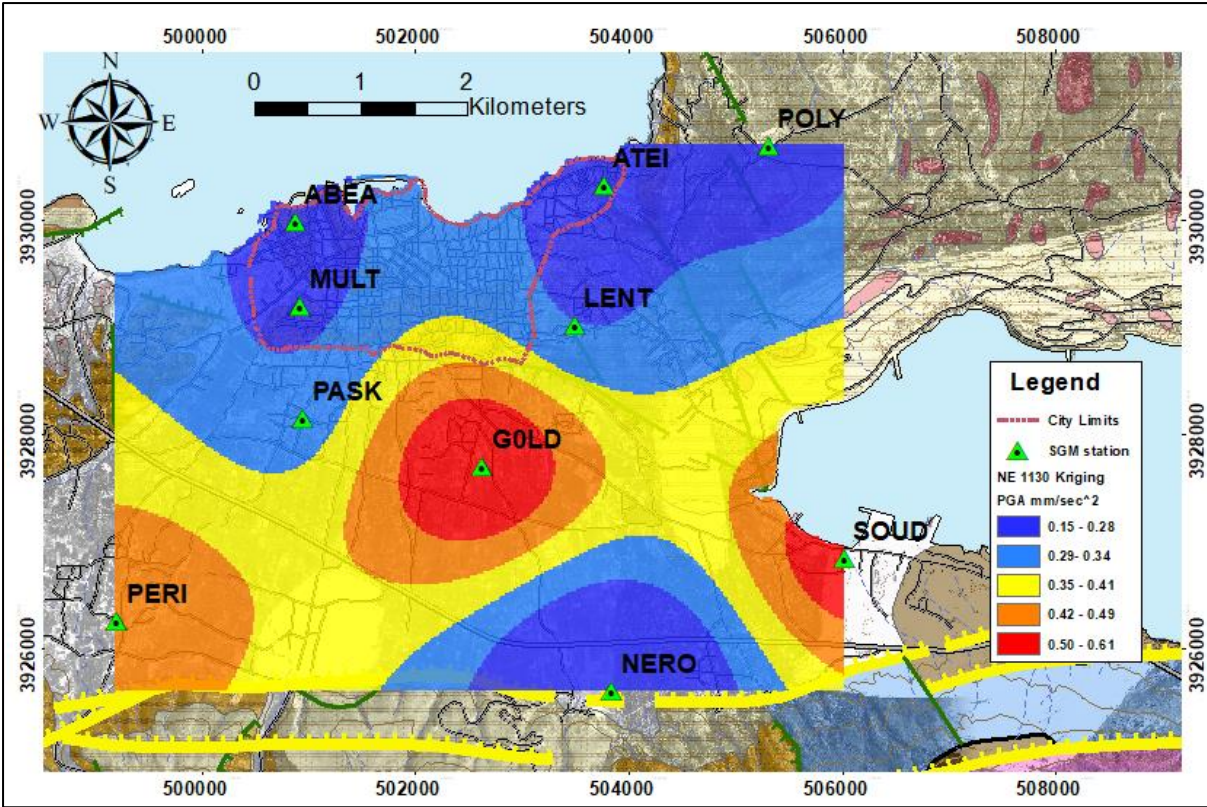 500000 502000 504000 506000 508000
N
W E
S
0 1 2
Kilometers
POLY
ATEI
ABEA
3930000 3930000
MULT
LENT
PASK
G0LD
3928000 3928000
SOUD
PERI
NERO
3926000 3926000
Legend
City Limits
SGM station
NE 1130 Kriging
PGA mm/sec^2
0.15 - 0.28
0.29 - 0.34
0.35 - 0.41
0.42 - 0.49
0.50 - 0.61
500000 502000 504000 506000 508000